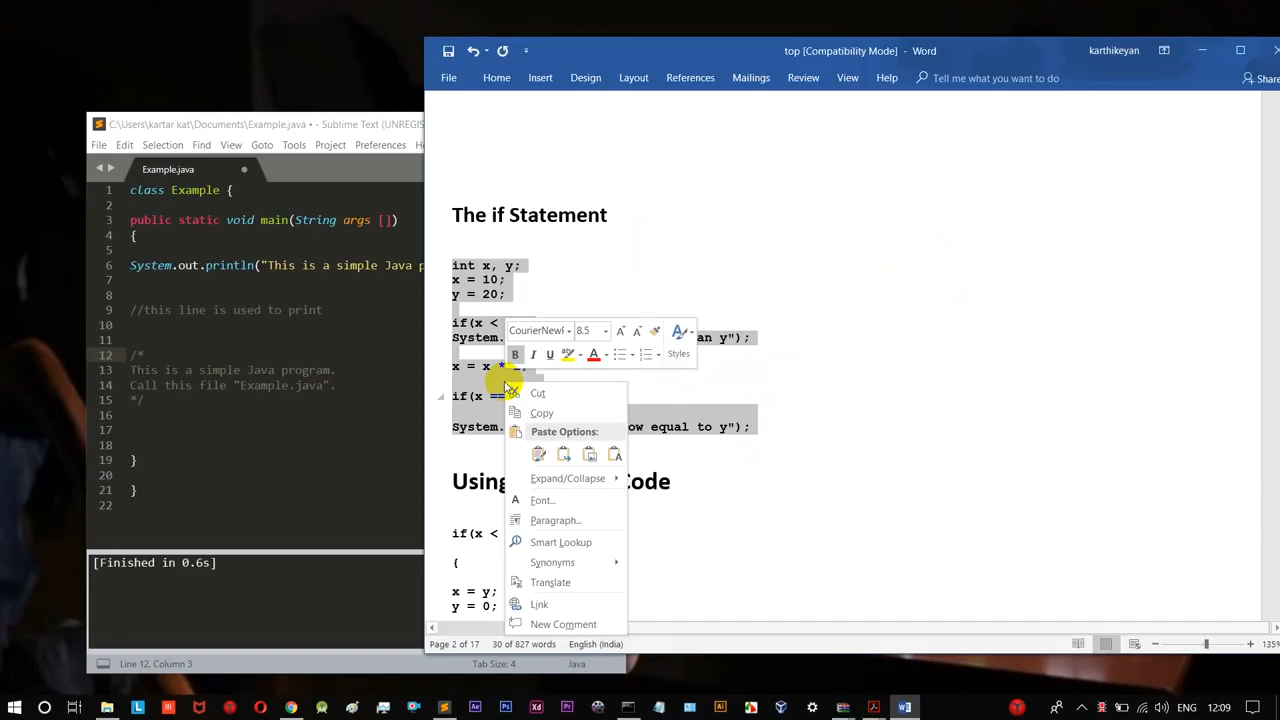 top [Compatibility Mode] - Word
karthikeyan
File Home Insert Design Layout References Mailings Review View Help Tell me what you want to do Share
C:\Users\kartar kat\Documents\Example.java • - Sublime Text (UNREGIS
File Edit Selection Find View Goto Tools Project Preferences He
Example.java
1 class Example {
2
3 public static void main(String args [])
4 {
5
6 System.out.println("This is a simple Java p
7
8
9 //this line is used to print
10
11
12 /*
13 This is a simple Java program.
14 Call this file "Example.java".
15 */
16
17
18
19 }
20
21 }
22
[Finished in 0.6s]
Line 12, Column 3
Tab Size: 4
Java
The if Statement
int x, y;
x = 10;
y = 20;
if(x <
System.
an y");
x = x *
if(x ==
System.
ow equal to y");
Using
Code
if(x <
{
x = y;
y = 0;
CourierNewF 8.5
B I U
Styles
Cut
Copy
Paste Options:
Expand/Collapse
Font...
Paragraph...
Smart Lookup
Synonyms
Translate
Link
New Comment
Page 2 of 17 30 of 827 words English (India)
135%
ENG 12:09